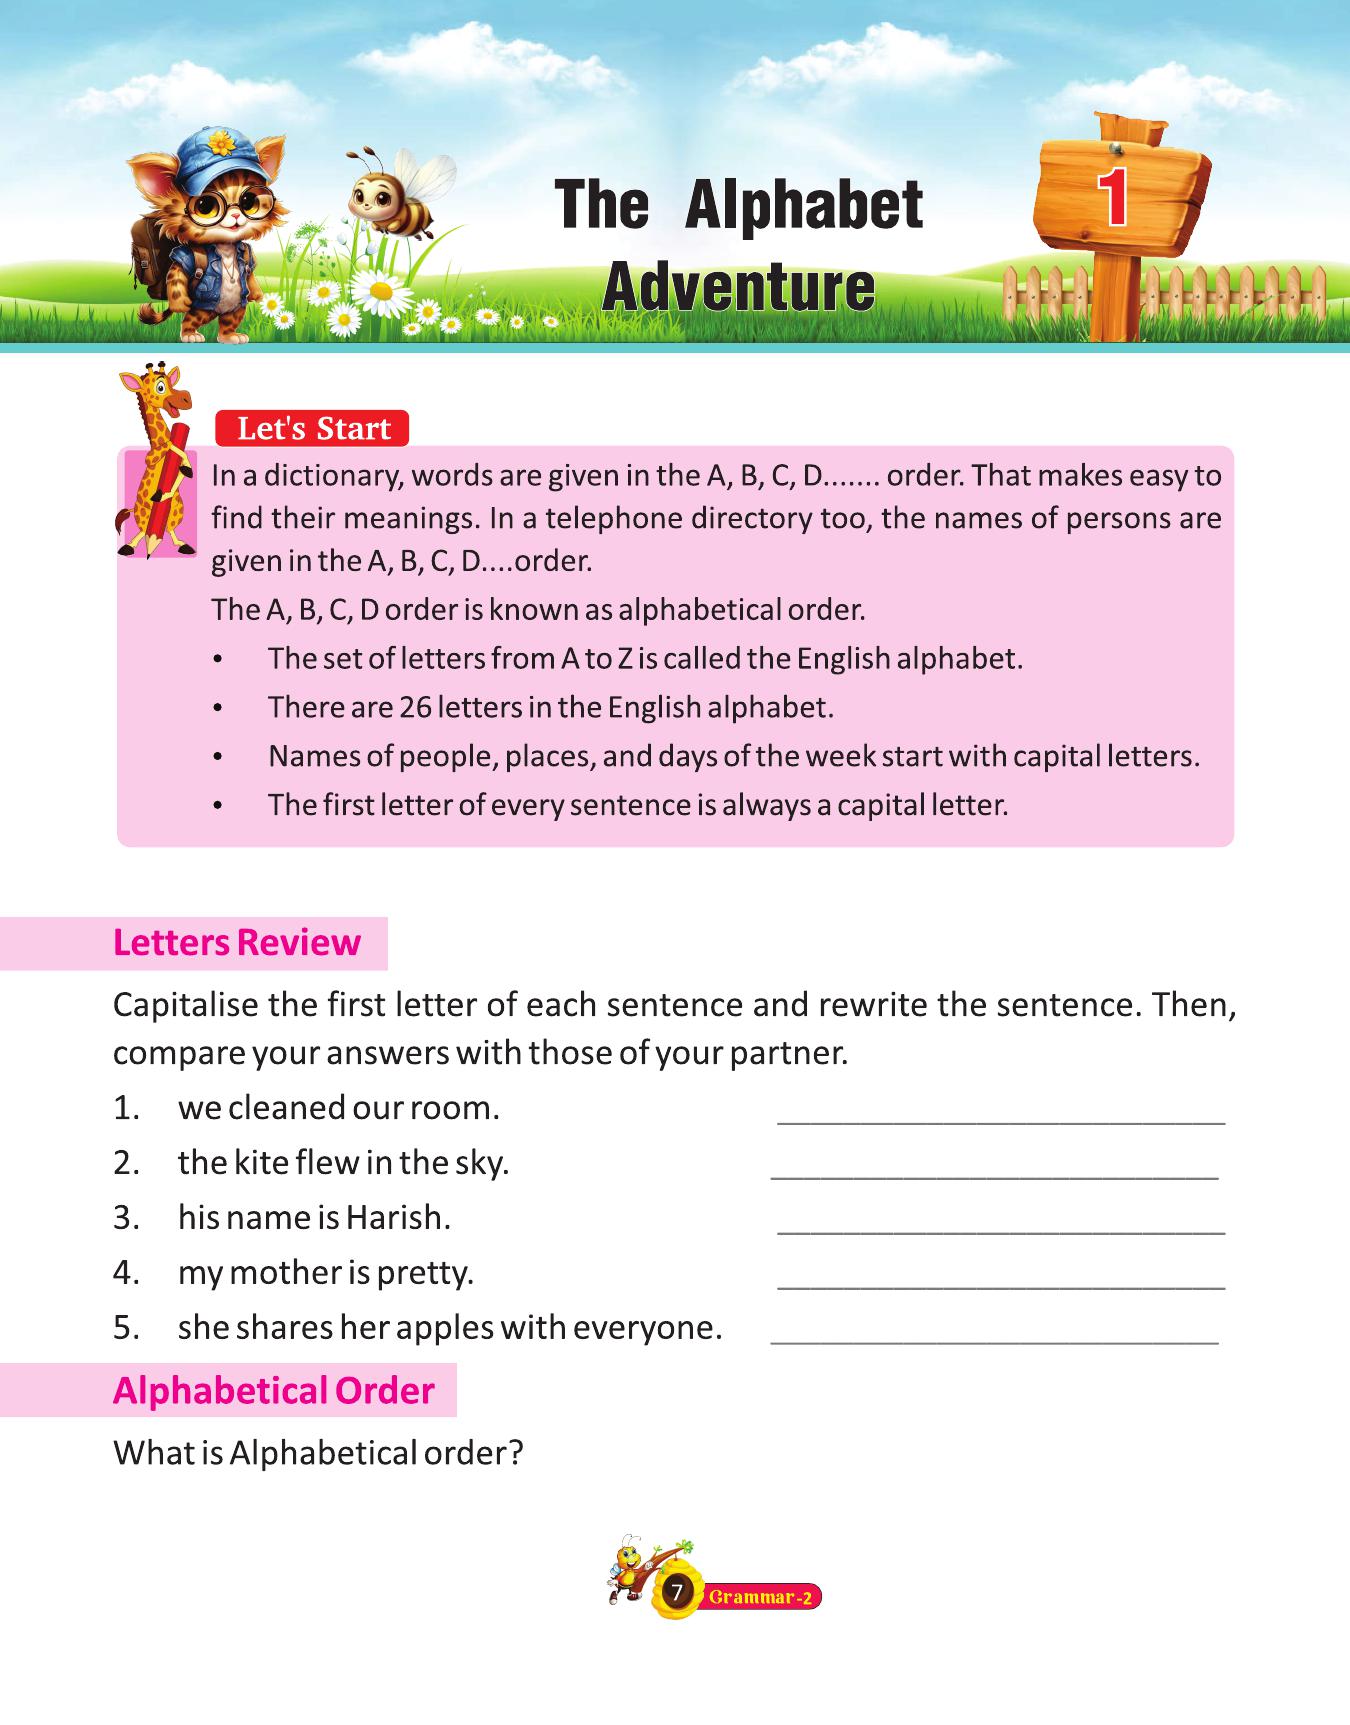 The Alphabet
Adventure
1
Let's Start
In a dictionary, words are given in the A, B, C, D....... order. That makes easy to
find their meanings. In a telephone directory too, the names of persons are
given in the A, B, C, D....order.
The A, B, C, D order is known as alphabetical order.
• The set of letters from A to Z is called the English alphabet.
• There are 26 letters in the English alphabet.
• Names of people, places, and days of the week start with capital letters.
• The first letter of every sentence is always a capital letter.
Letters Review
Capitalise the first letter of each sentence and rewrite the sentence. Then,
compare your answers with those of your partner.
1. we cleaned our room. ____________________________
2. the kite flew in the sky. ____________________________
3. his name is Harish. ____________________________
4. my mother is pretty. ____________________________
5. she shares her apples with everyone. ____________________________
Alphabetical Order
What is Alphabetical order?
7 Grammar-2